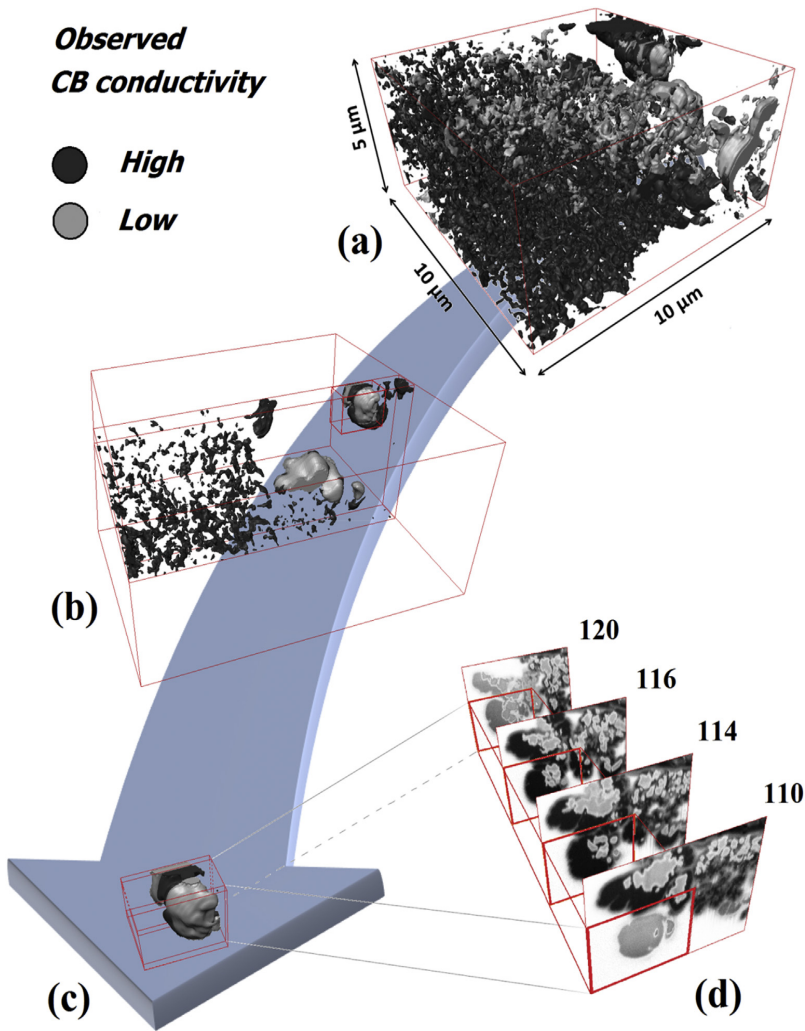 Observed
CB conductivity
High
Low
(a)
5 µm
10 µm
10 µm
(b)
120
116
114
110
(c)
(d)